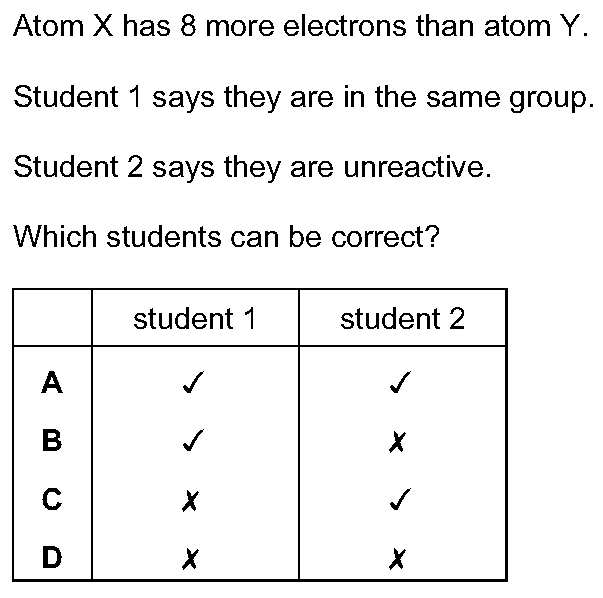 Atom X has 8 more electrons than atom Y.
Student 1 says they are in the same group.
Student 2 says they are unreactive.
Which students can be correct?
student 1 student 2
A ✓ ✓
B ✓ ✗
C ✗ ✓
D ✗ ✗